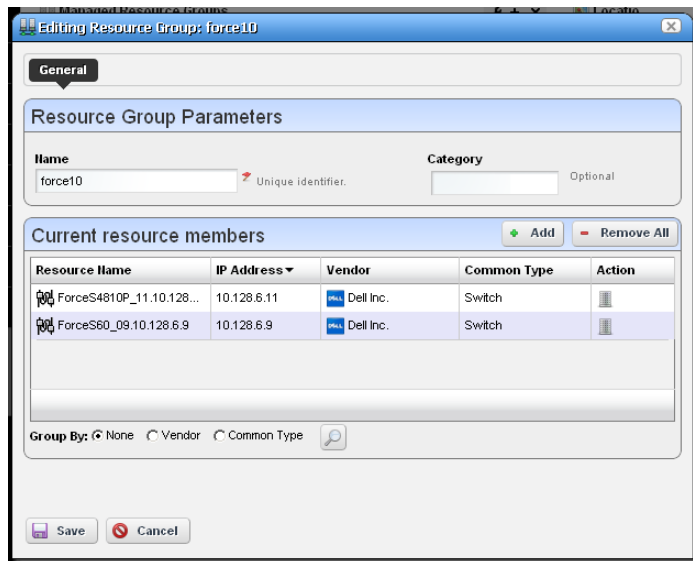 Managed Resource Groups
Locatio
Editing Resource Group: force10
General
Resource Group Parameters
Name
Category
force10
Unique identifier.
Optional
Current resource members
Add
Remove All
Resource Name IP Address Vendor Common Type Action
ForceS4810P_11.10.128... 10.128.6.11 DELL Dell Inc. Switch
ForceS60_09.10.128.6.9 10.128.6.9 DELL Dell Inc. Switch
Group By: None Vendor Common Type
Save Cancel